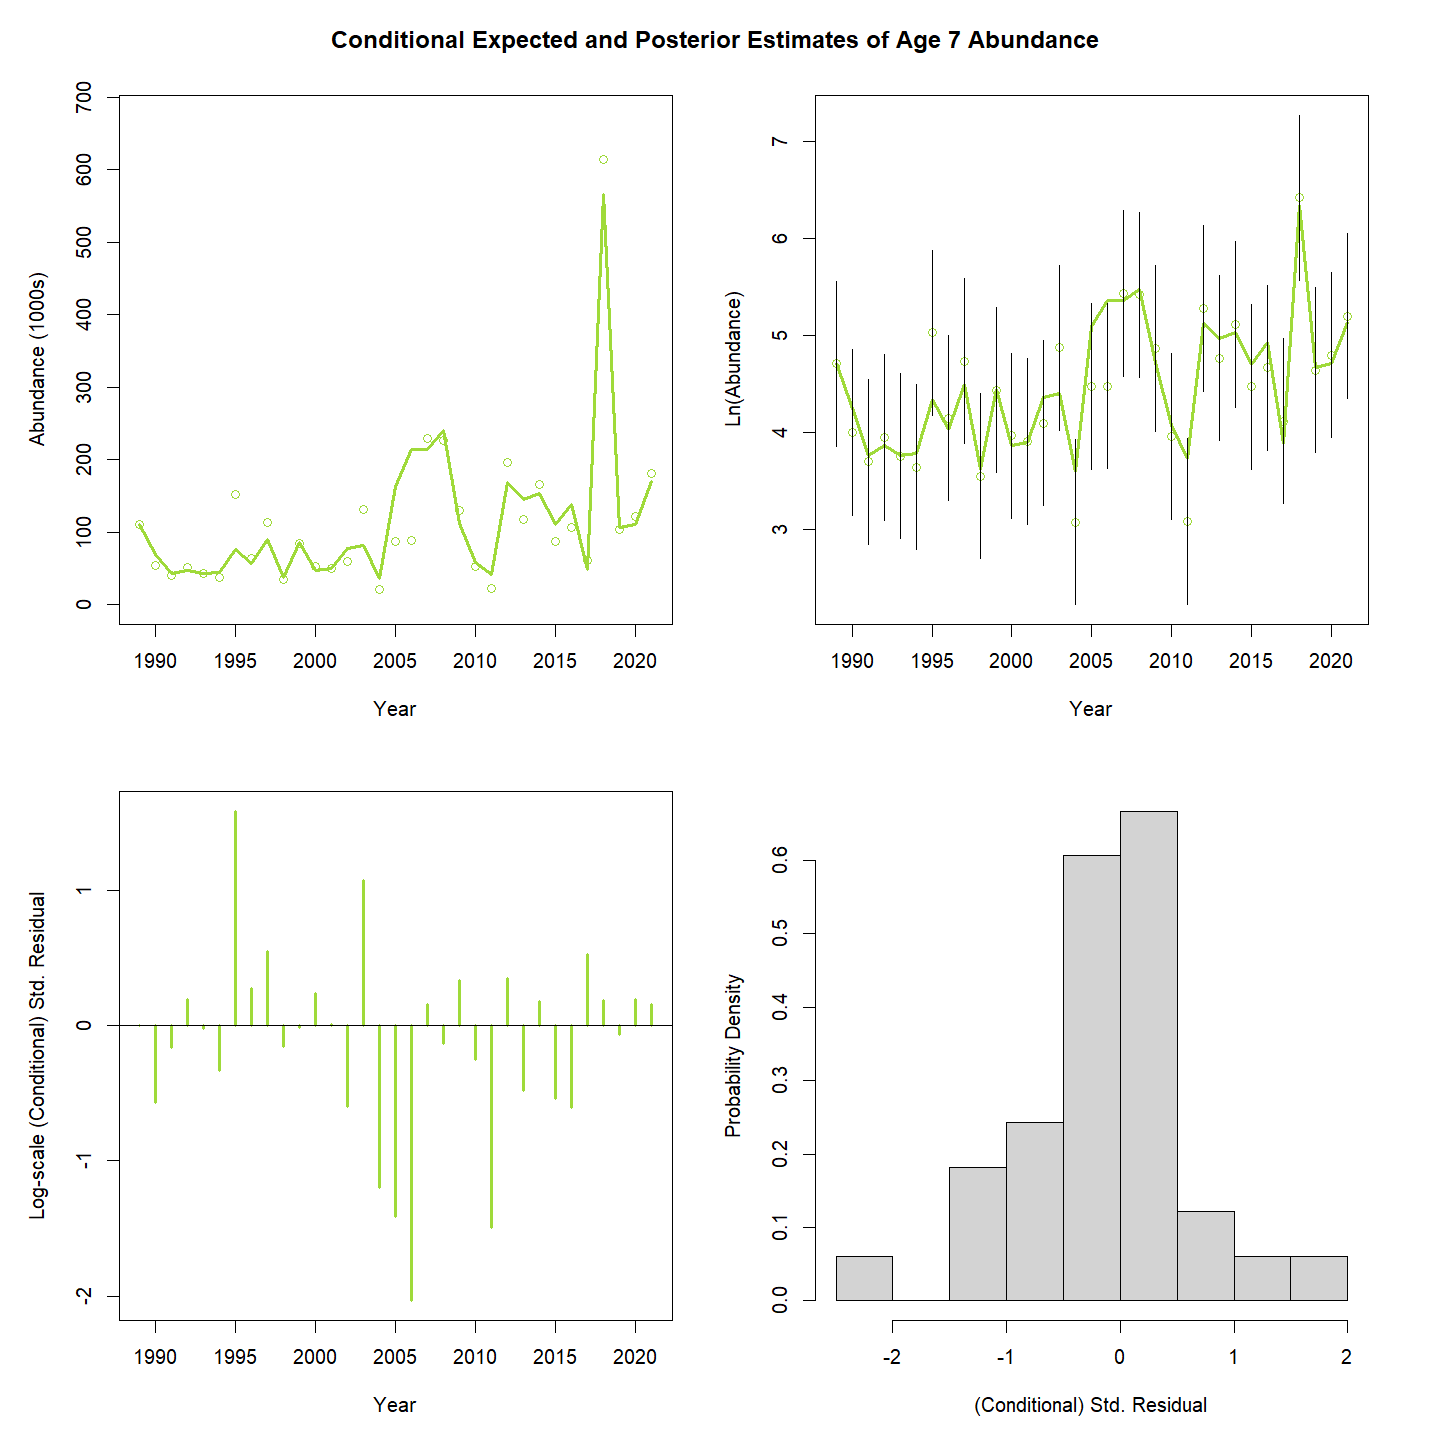 Conditional Expected and Posterior Estimates of Age 7 Abundance
Abundance (1000s)
700
600
500
400
300
200
100
0
1990 1995 2000 2005 2010 2015 2020
Year
Ln(Abundance)
7
6
5
4
3
1990 1995 2000 2005 2010 2015 2020
Year
Log-scale (Conditional) Std. Residual
1
0
-1
-2
1990 1995 2000 2005 2010 2015 2020
Year
Probability Density
0.6
0.5
0.4
0.3
0.2
0.1
0.0
-2 -1 0 1 2
(Conditional) Std. Residual